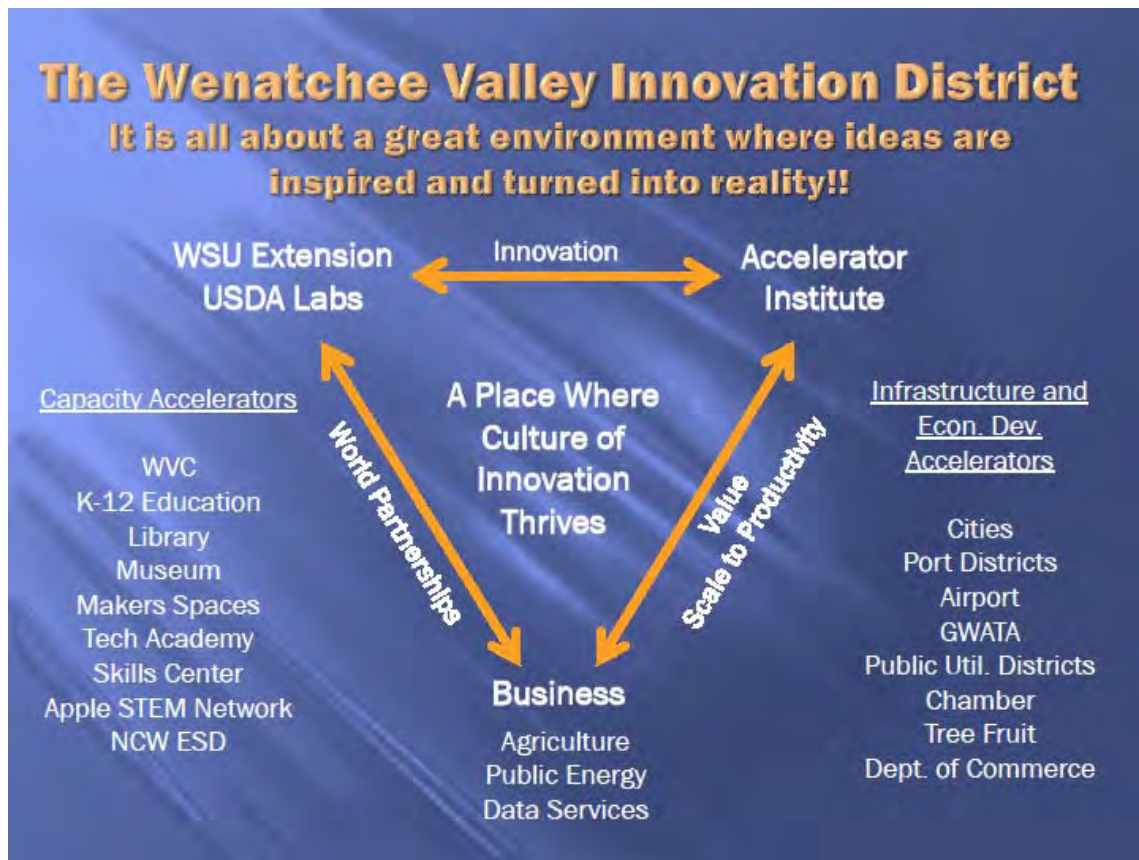 The Wenatchee Valley Innovation District
It is all about a great environment where ideas are
inspired and turned into reality!!
WSU Extension
USDA Labs
Innovation
Accelerator
Institute
Capacity Accelerators
WVC
K-12 Education
Library
Museum
Makers Spaces
Tech Academy
Skills Center
Apple STEM Network
NCW ESD
World Partnerships
A Place Where
Culture of
Innovation
Thrives
Value
Scale to Productivity
Infrastructure and
Econ. Dev.
Accelerators
Cities
Port Districts
Airport
GWATA
Public Util. Districts
Chamber
Tree Fruit
Dept. of Commerce
Business
Agriculture
Public Energy
Data Services